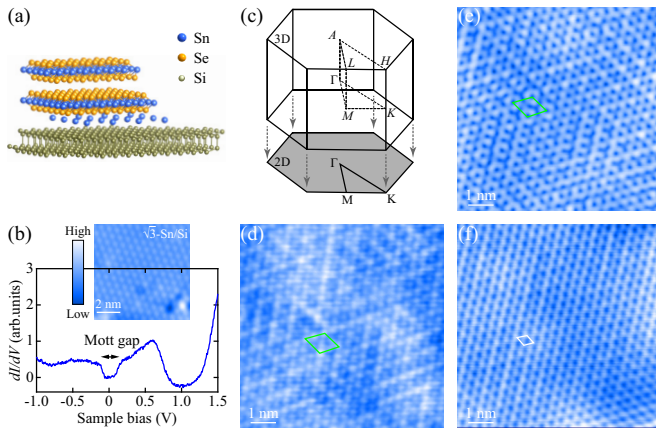 (a)
Sn
Se
Si
(b)
High
Low
√3-Sn/Si
2 nm
dI/dV (arb.units)
3
2
1
0
Mott gap
-1.0 -0.5 0.0 0.5 1.0 1.5
Sample bias (V)
(c)
3D
A
L
H
Γ
M
K
2D
Γ
M
K
(d)
1 nm
(e)
1 nm
(f)
1 nm